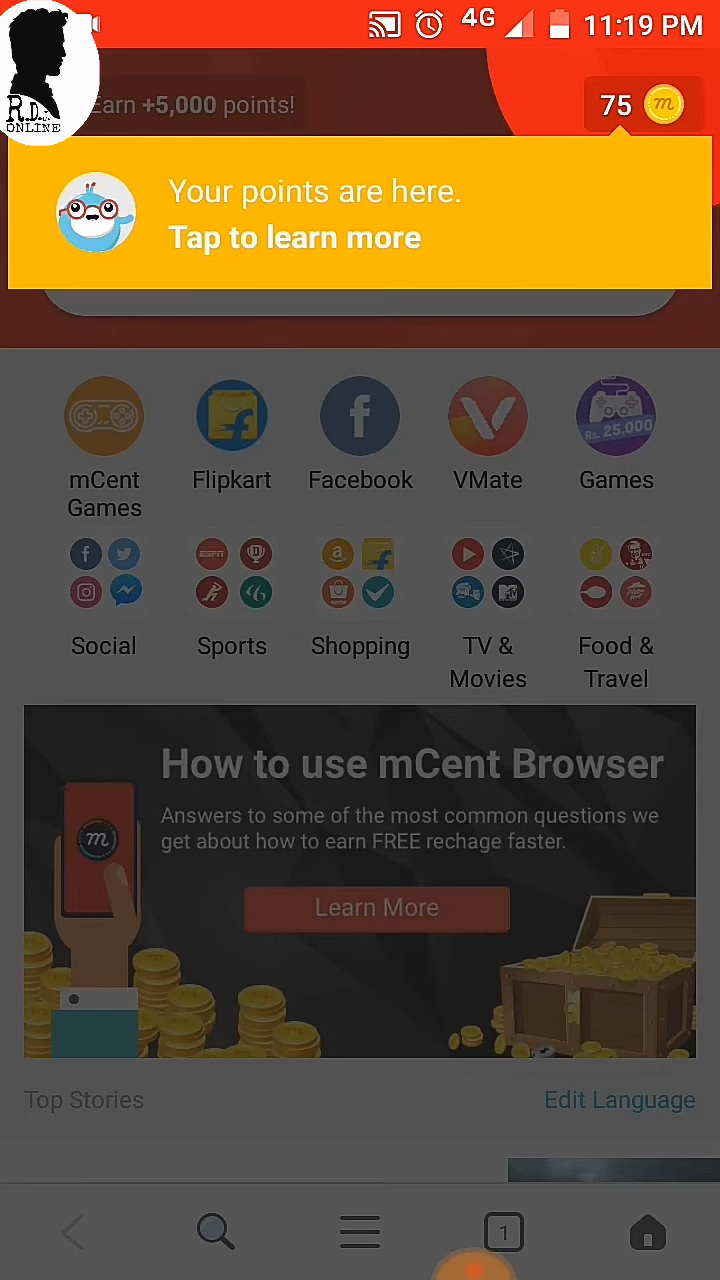 4G 11:19 PM
R.D.
ONLINE
Earn +5,000 points!
75 m
Your points are here.
Tap to learn more
mCent Games
Flipkart
Facebook
VMate
Games
Rs. 25,000
Social
Sports
Shopping
TV & Movies
Food & Travel
How to use mCent Browser
Answers to some of the most common questions we
get about how to earn FREE rechage faster.
Learn More
Top Stories
Edit Language
1